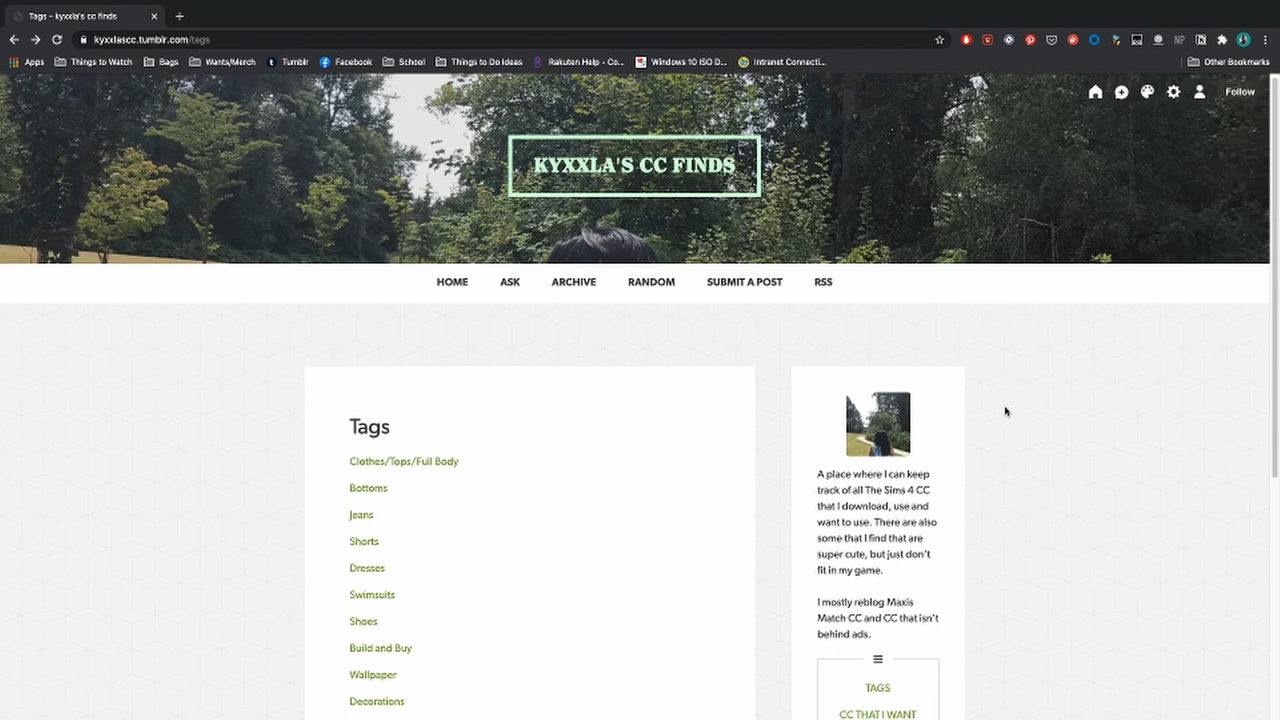 Tags - kyxxla's cc finds
kyxxlascc.tumblr.com/tags
Apps Things to Watch Bags Wants/Merch Tumblr Facebook School Things to Do Ideas Rakuten Help - Co... Windows 10 ISO D... Intranet Connecti... Other Bookmarks
Follow
KYXXLA'S CC FINDS
HOME ASK ARCHIVE RANDOM SUBMIT A POST RSS
Tags
Clothes/Tops/Full Body
Bottoms
Jeans
Shorts
Dresses
Swimsuits
Shoes
Build and Buy
Wallpaper
Decorations
A place where I can keep
track of all The Sims 4 CC
that I download, use and
want to use. There are also
some that I find that are
super cute, but just don't
fit in my game.
I mostly reblog Maxis
Match CC and CC that isn't
behind ads.
TAGS
CC THAT I WANT